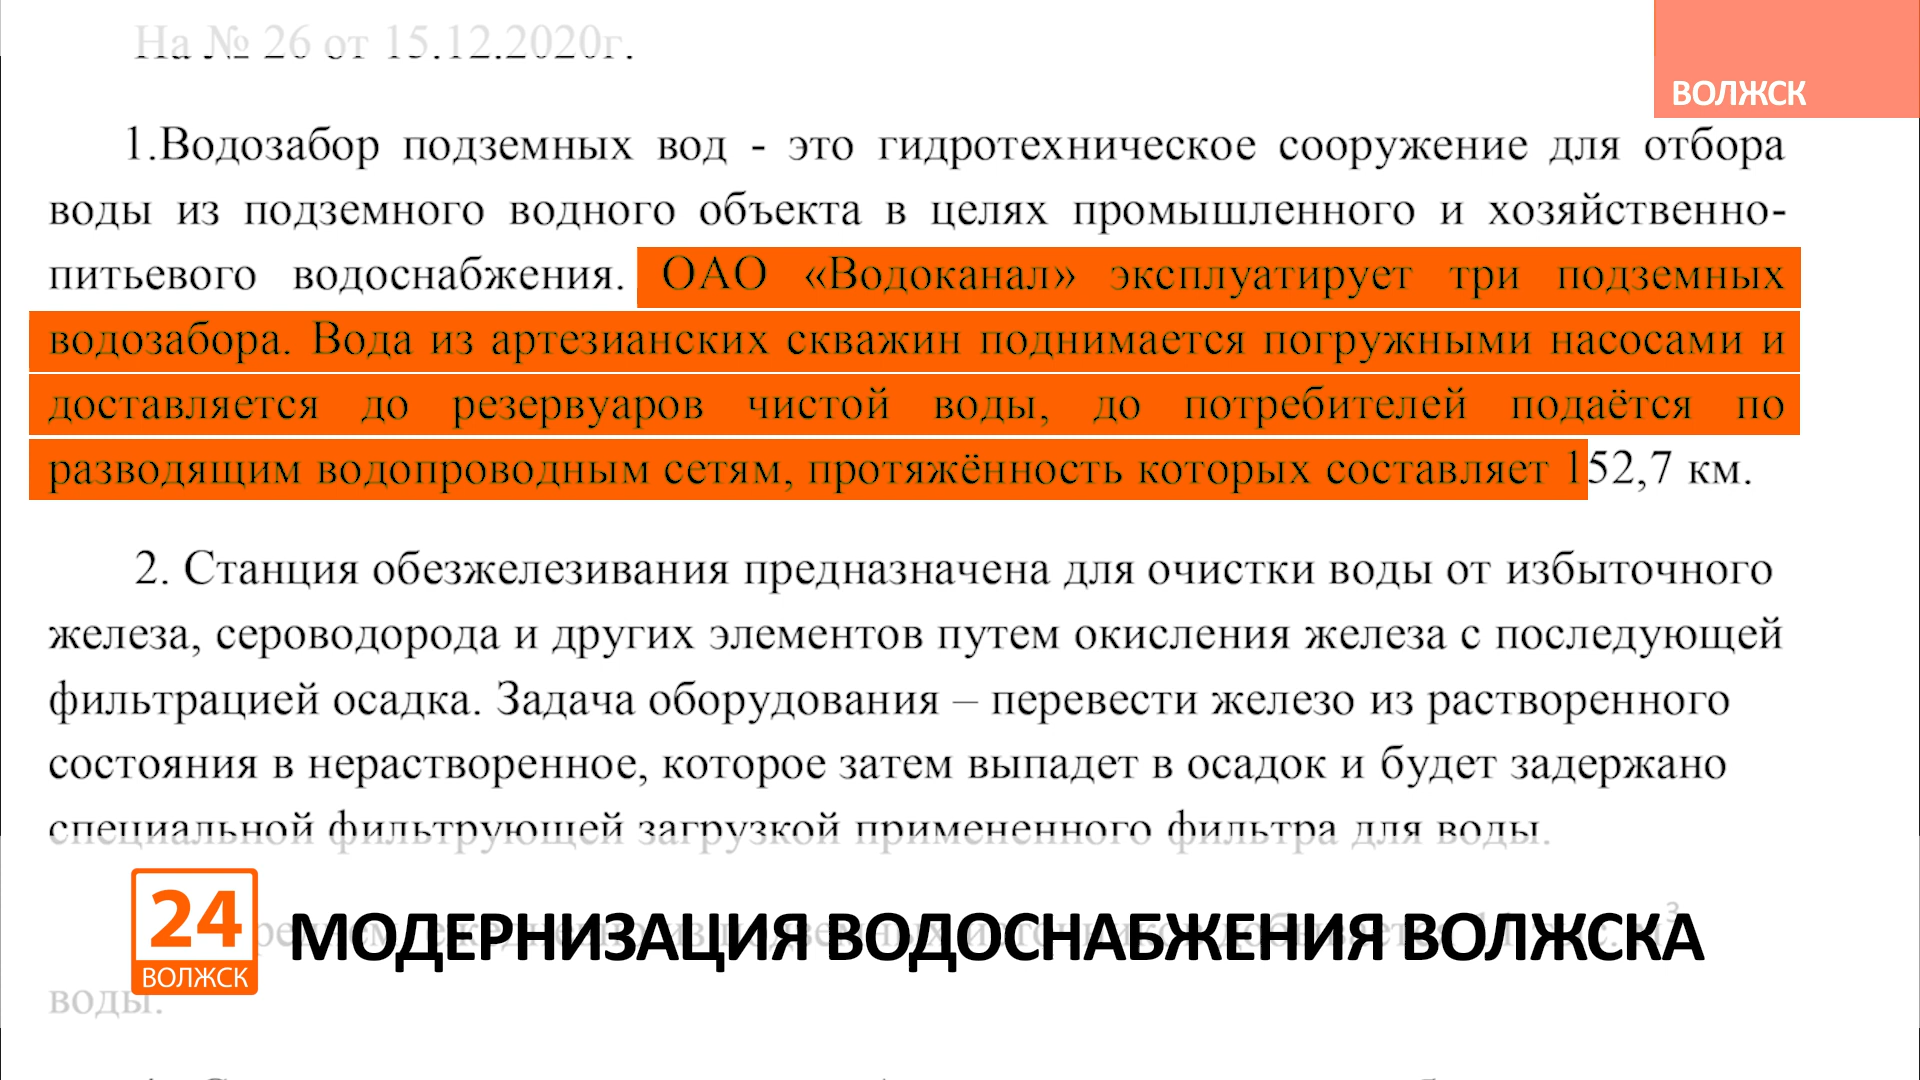 На № 26 от 15.12.2020г.
ВОЛЖСК
1.Водозабор подземных вод - это гидротехническое сооружение для отбора
воды из подземного водного объекта в целях промышленного и хозяйственно-
питьевого водоснабжения. ОАО «Водоканал» эксплуатирует три подземных
водозабора. Вода из артезианских скважин поднимается погружными насосами и
доставляется до резервуаров чистой воды, до потребителей подаётся по
разводящим водопроводным сетям, протяжённость которых составляет 152,7 км.
2. Станция обезжелезивания предназначена для очистки воды от избыточного
железа, сероводорода и других элементов путем окисления железа с последующей
фильтрацией осадка. Задача оборудования – перевести железо из растворенного
состояния в нерастворенное, которое затем выпадет в осадок и будет задержано
специальной фильтрующей загрузкой примененного фильтра для воды.
24
ВОЛЖСК
МОДЕРНИЗАЦИЯ ВОДОСНАБЖЕНИЯ ВОЛЖСКА
воды.